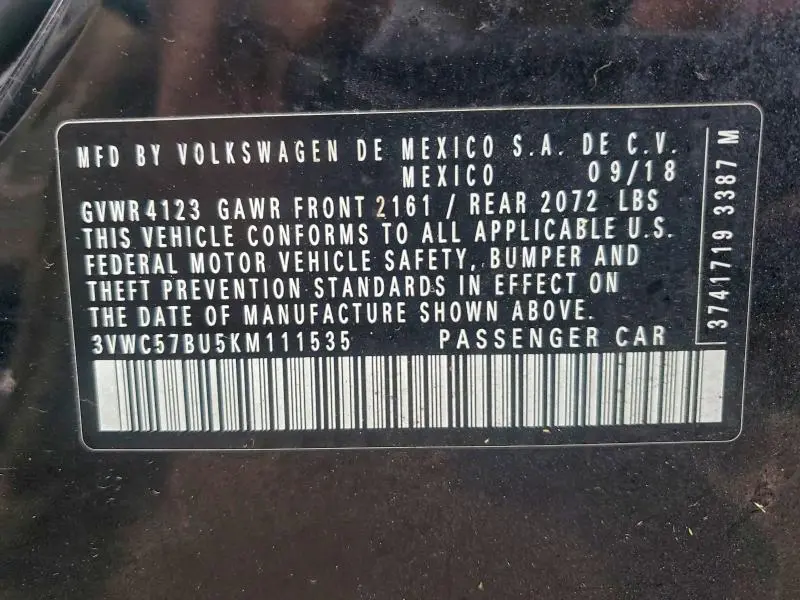 MFD BY VOLKSWAGEN DE MEXICO S.A. DE C.V.
MEXICO 09/18
GVWR 4123 GAWR FRONT 2161 / REAR 2072 LBS
THIS VEHICLE CONFORMS TO ALL APPLICABLE U.S.
FEDERAL MOTOR VEHICLE SAFETY, BUMPER AND
THEFT PREVENTION STANDARDS IN EFFECT ON
THE DATE OF MANUFACTURE SHOWN ABOVE.
3VWC57BU5KM111535 PASSENGER CAR
3741719 3387 M